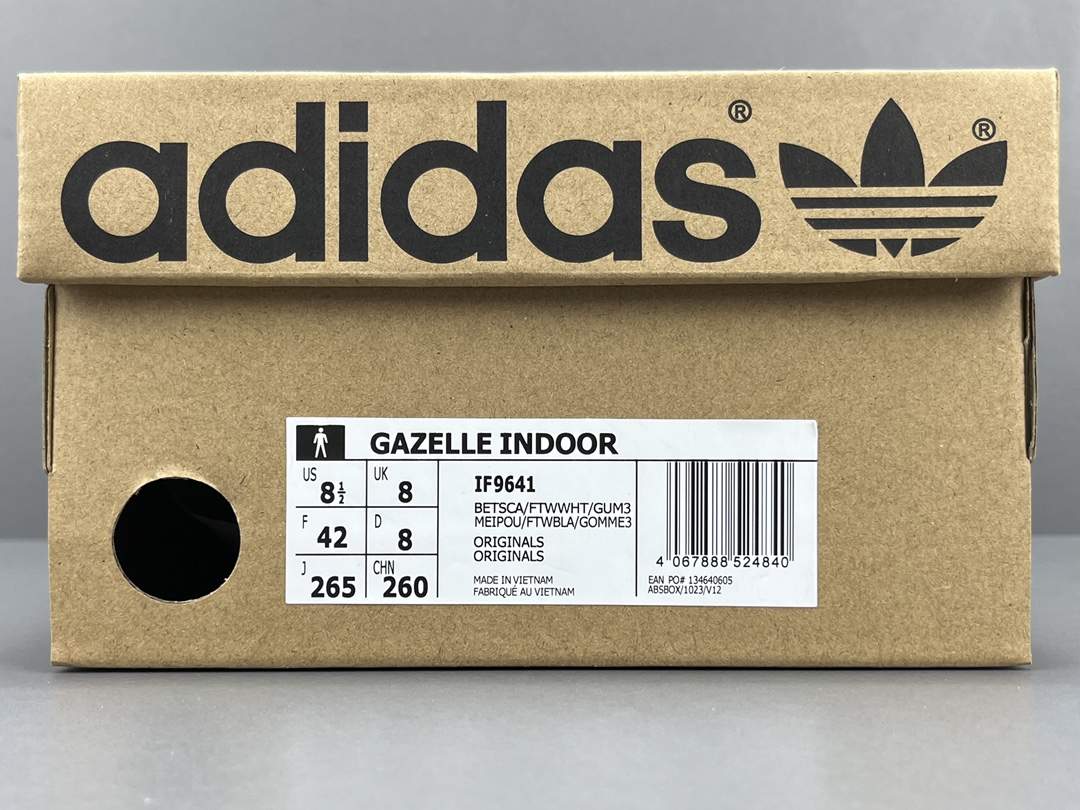 adidas®
®
GAZELLE INDOOR
US 8½ UK 8
F 42 D 8
J 265 CHN 260
IF9641
BETSCA/FTWWHT/GUM3
MEIPOU/FTWBLA/GOMME3
ORIGINALS
ORIGINALS
MADE IN VIETNAM
FABRIQUÉ AU VIETNAM
4 067888 524840
EAN PO# 134640605
ABSBOX/1023/V12